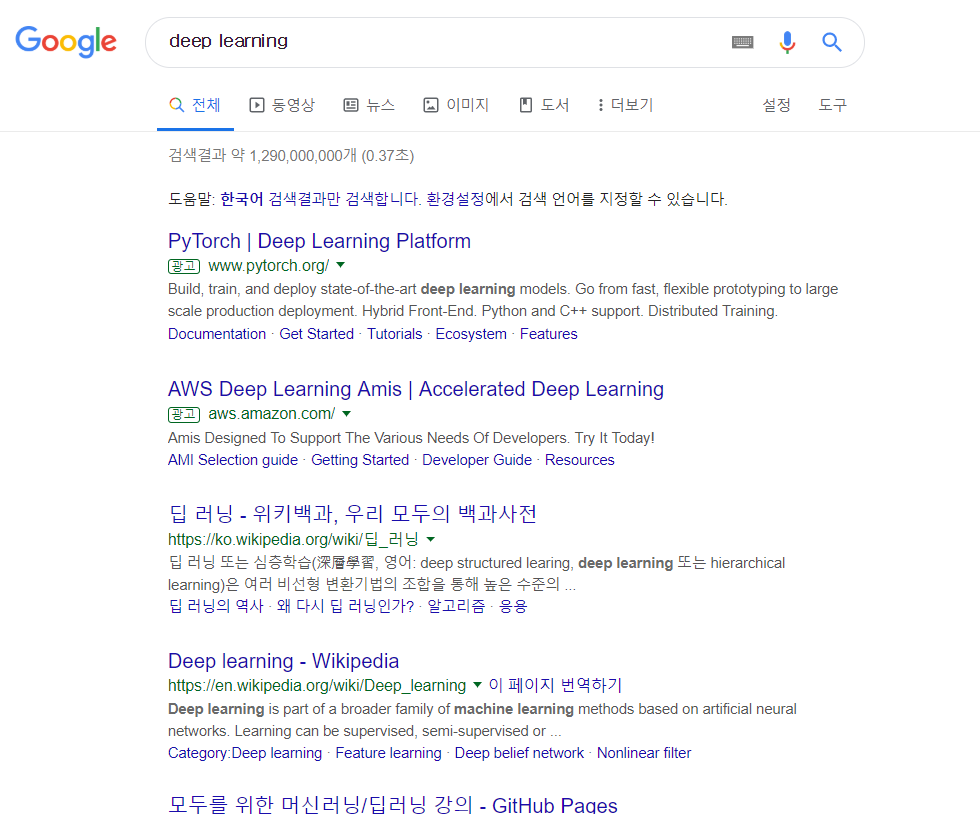 Google
deep learning
전체 동영상 뉴스 이미지 도서 더보기 설정 도구
검색결과 약 1,290,000,000개 (0.37초)
도움말: 한국어 검색결과만 검색합니다. 환경설정에서 검색 언어를 지정할 수 있습니다.
PyTorch | Deep Learning Platform
광고 www.pytorch.org/
Build, train, and deploy state-of-the-art deep learning models. Go from fast, flexible prototyping to large
scale production deployment. Hybrid Front-End. Python and C++ support. Distributed Training.
Documentation · Get Started · Tutorials · Ecosystem · Features
AWS Deep Learning Amis | Accelerated Deep Learning
광고 aws.amazon.com/
Amis Designed To Support The Various Needs Of Developers. Try It Today!
AMI Selection guide · Getting Started · Developer Guide · Resources
딥 러닝 - 위키백과, 우리 모두의 백과사전
https://ko.wikipedia.org/wiki/딥_러닝
딥 러닝 또는 심층학습(深層學習, 영어: deep structured learing, deep learning 또는 hierarchical
learning)은 여러 비선형 변환기법의 조합을 통해 높은 수준의 ...
딥 러닝의 역사 · 왜 다시 딥 러닝인가? · 알고리즘 · 응용
Deep learning - Wikipedia
https://en.wikipedia.org/wiki/Deep_learning 이 페이지 번역하기
Deep learning is part of a broader family of machine learning methods based on artificial neural
networks. Learning can be supervised, semi-supervised or ...
Category:Deep learning · Feature learning · Deep belief network · Nonlinear filter
모두를 위한 머신러닝/딥러닝 강의 - GitHub Pages